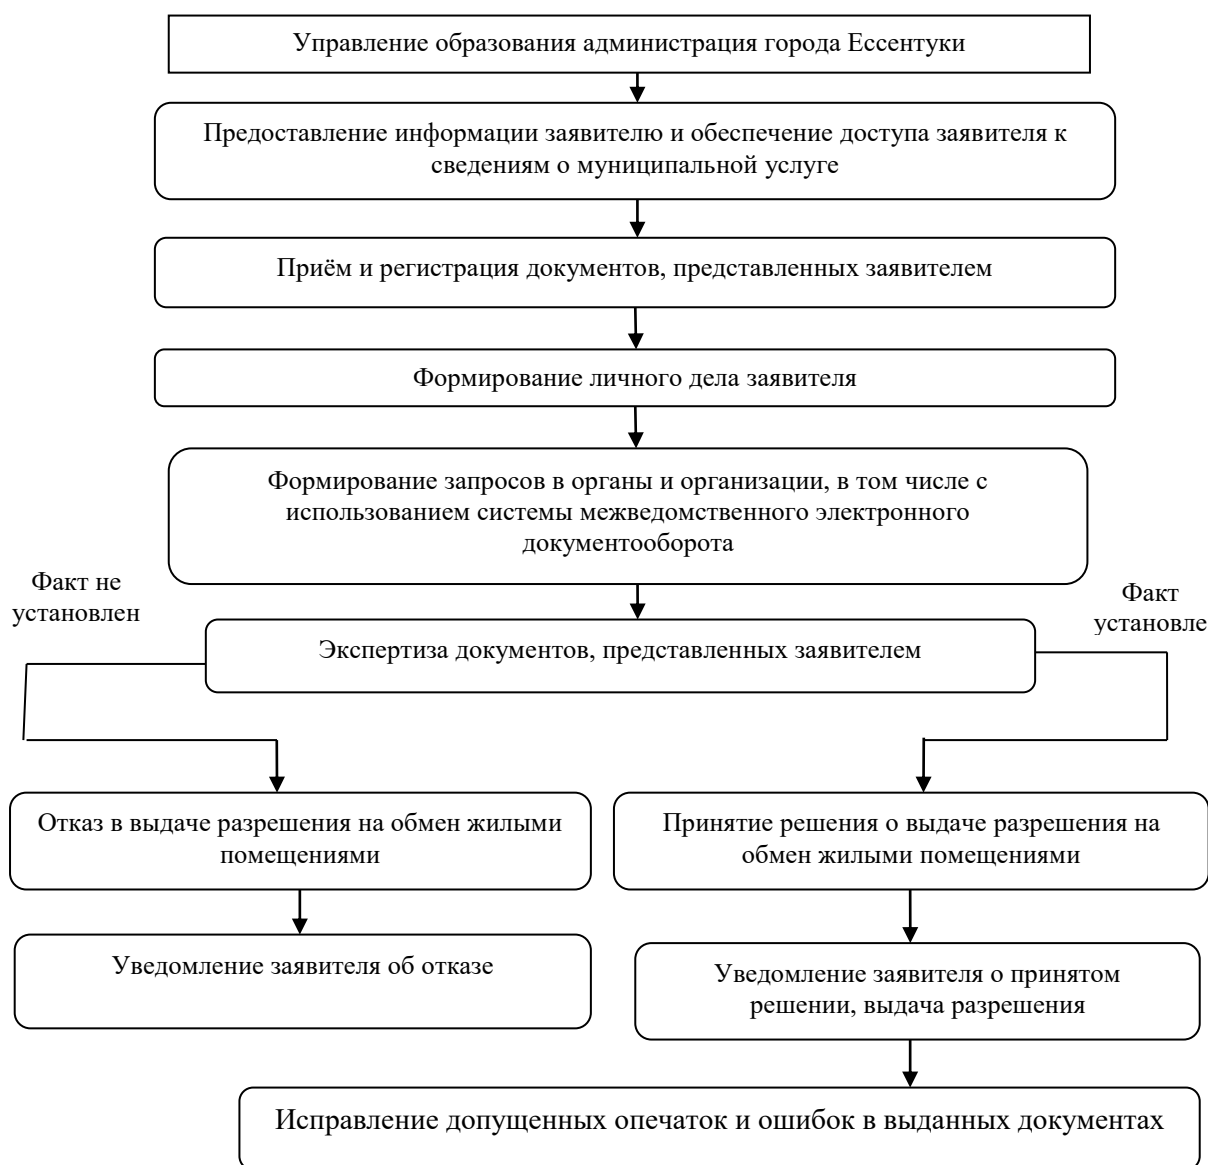 Управление образования администрация города Ессентуки
Предоставление информации заявителю и обеспечение доступа заявителя к
сведениям о муниципальной услуге
Приём и регистрация документов, представленных заявителем
Формирование личного дела заявителя
Формирование запросов в органы и организации, в том числе с
использованием системы межведомственного электронного
документооборота
Факт не
установлен
Факт
установле
Экспертиза документов, представленных заявителем
Отказ в выдаче разрешения на обмен жилыми
помещениями
Принятие решения о выдаче разрешения на
обмен жилыми помещениями
Уведомление заявителя об отказе
Уведомление заявителя о принятом
решении, выдача разрешения
Исправление допущенных опечаток и ошибок в выданных документах